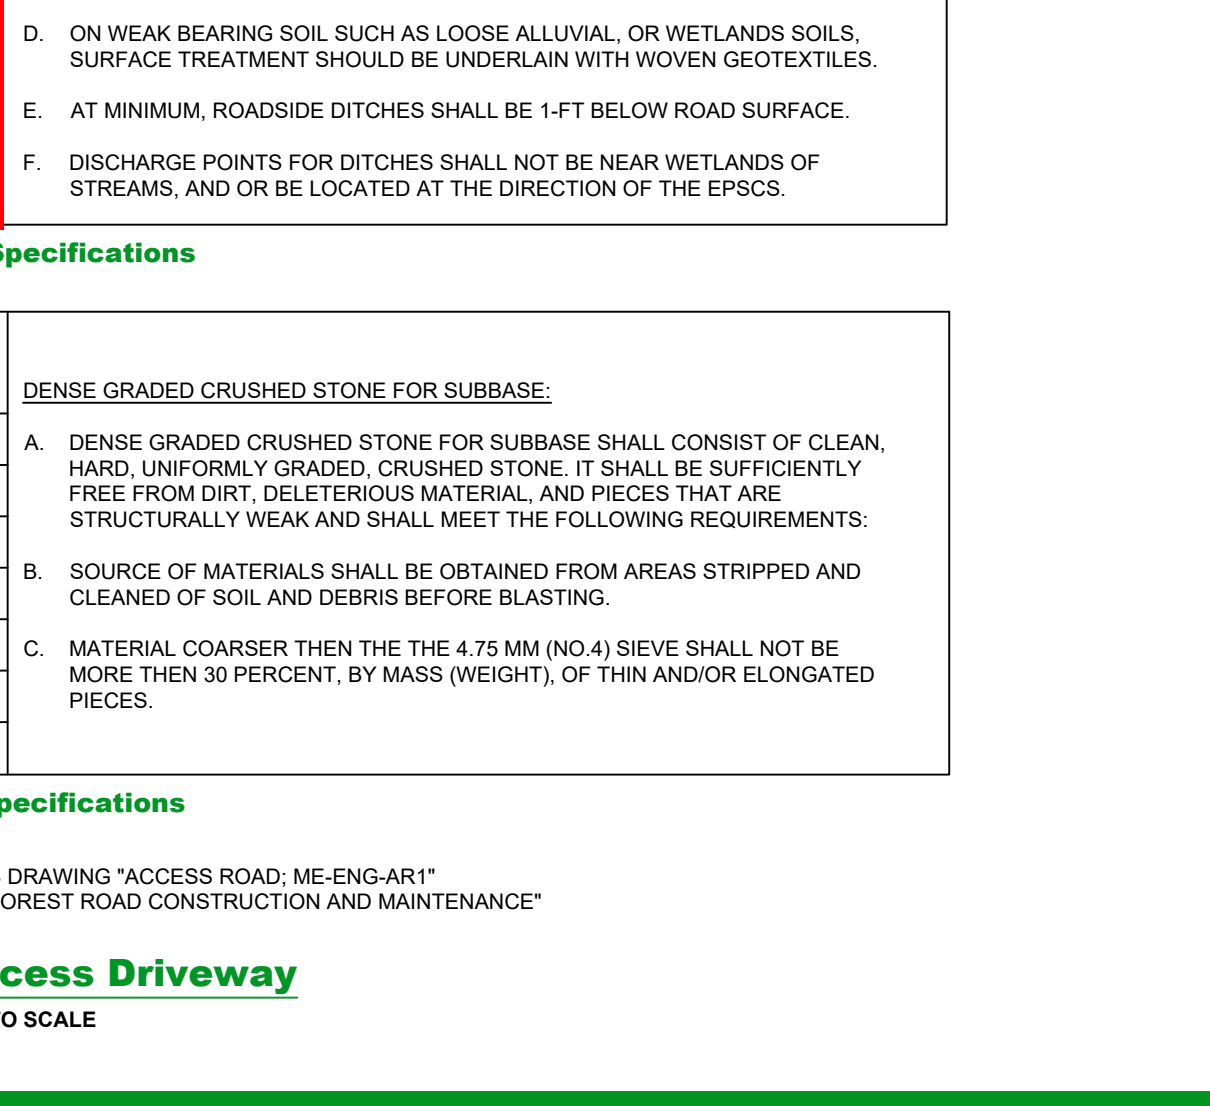 D. ON WEAK BEARING SOIL SUCH AS LOOSE ALLUVIAL, OR WETLANDS SOILS,
SURFACE TREATMENT SHOULD BE UNDERLAIN WITH WOVEN GEOTEXTILES.
E. AT MINIMUM, ROADSIDE DITCHES SHALL BE 1-FT BELOW ROAD SURFACE.
F. DISCHARGE POINTS FOR DITCHES SHALL NOT BE NEAR WETLANDS OF
STREAMS, AND OR BE LOCATED AT THE DIRECTION OF THE EPSCS.
Specifications
DENSE GRADED CRUSHED STONE FOR SUBBASE:
A. DENSE GRADED CRUSHED STONE FOR SUBBASE SHALL CONSIST OF CLEAN,
HARD, UNIFORMLY GRADED, CRUSHED STONE. IT SHALL BE SUFFICIENTLY
FREE FROM DIRT, DELETERIOUS MATERIAL, AND PIECES THAT ARE
STRUCTURALLY WEAK AND SHALL MEET THE FOLLOWING REQUIREMENTS:
B. SOURCE OF MATERIALS SHALL BE OBTAINED FROM AREAS STRIPPED AND
CLEANED OF SOIL AND DEBRIS BEFORE BLASTING.
C. MATERIAL COARSER THEN THE THE 4.75 MM (NO.4) SIEVE SHALL NOT BE
MORE THEN 30 PERCENT, BY MASS (WEIGHT), OF THIN AND/OR ELONGATED
PIECES.
pecifications
DRAWING "ACCESS ROAD; ME-ENG-AR1"
OREST ROAD CONSTRUCTION AND MAINTENANCE"
cess Driveway
TO SCALE